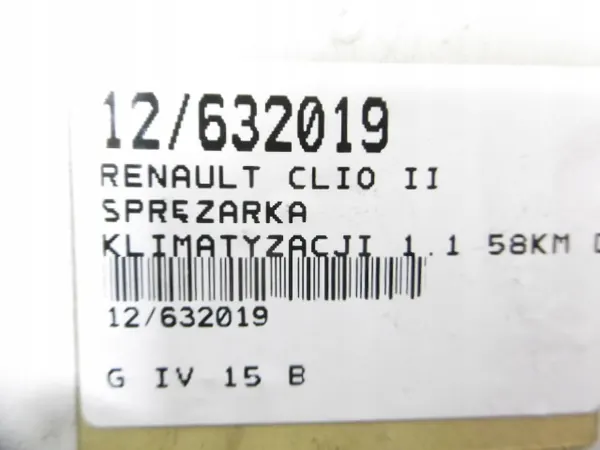 12/632019
RENAULT CLIO II
SPRĘZARKA
KLIMATYZACJI 1.1 58KM
12/632019
G IV 15 B